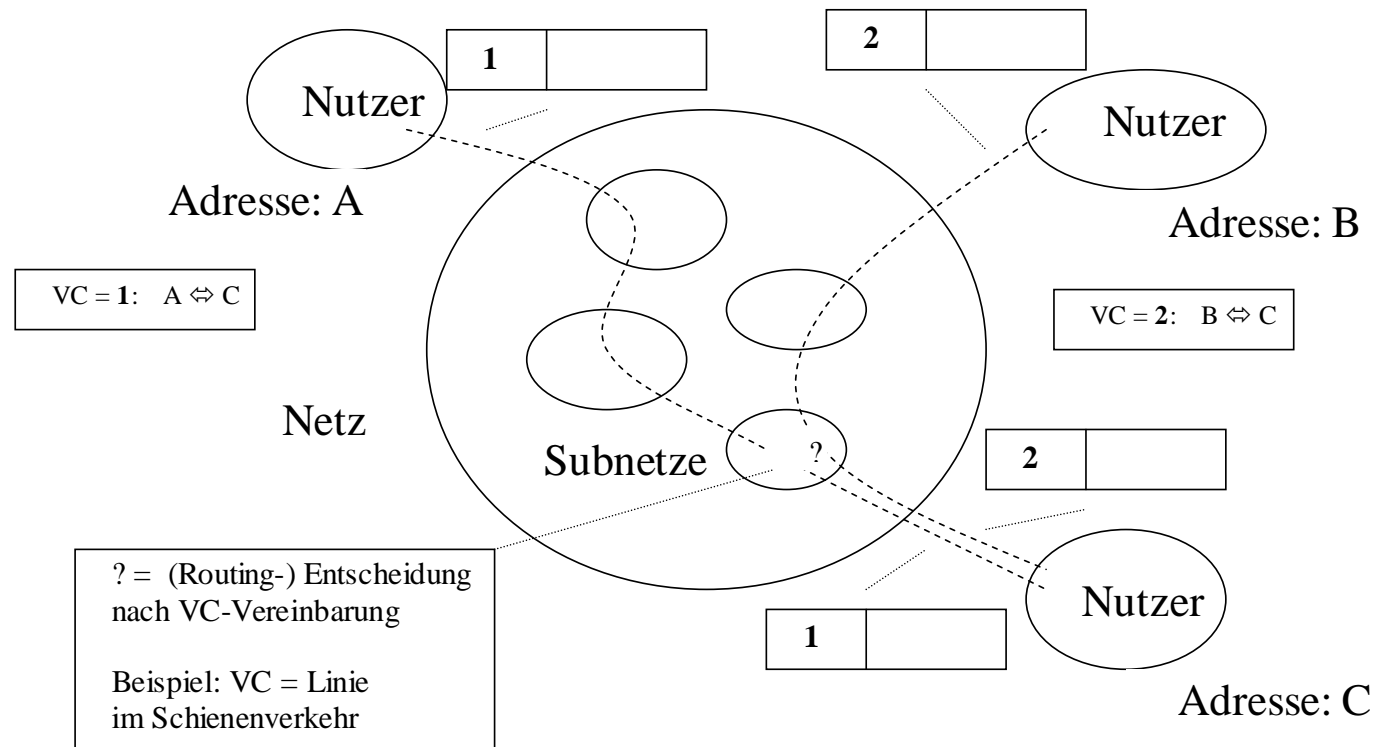 1
2
Nutzer
Nutzer
Adresse: A
Adresse: B
VC = 1: A ⇔ C
VC = 2: B ⇔ C
Netz
Subnetze
?
2
1
Nutzer
Adresse: C
? = (Routing-) Entscheidung
nach VC-Vereinbarung
Beispiel: VC = Linie
im Schienenverkehr